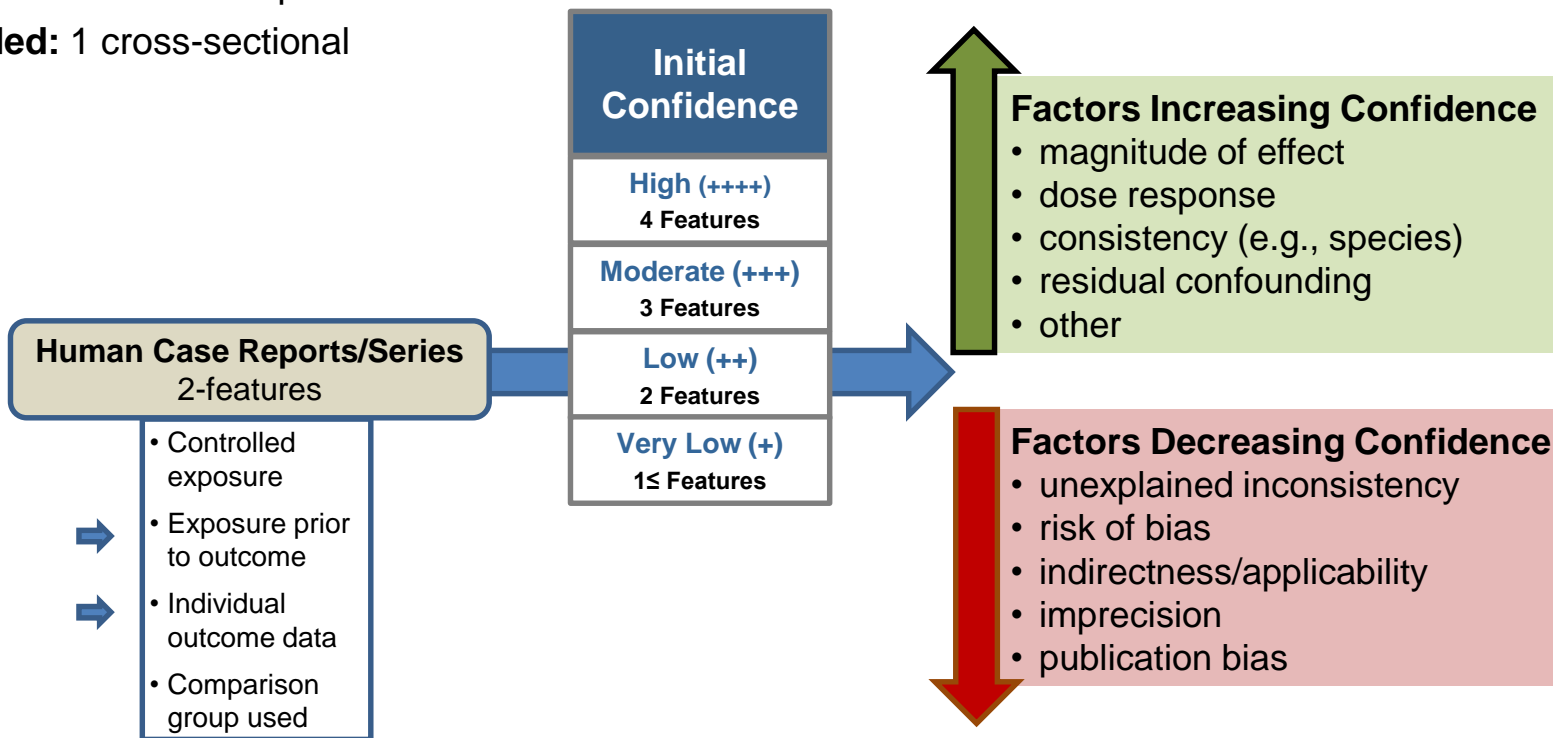 1 cross-sectional
Initial
Confidence
High (++++)
4 Features
Moderate (+++)
3 Features
Low (++)
2 Features
Very Low (+)
1≤ Features
Human Case Reports/Series
2-features
• Controlled
exposure
• Exposure prior
to outcome
• Individual
outcome data
• Comparison
group used
Factors Increasing Confidence
• magnitude of effect
• dose response
• consistency (e.g., species)
• residual confounding
• other
Factors Decreasing Confidence
• unexplained inconsistency
• risk of bias
• indirectness/applicability
• imprecision
• publication bias